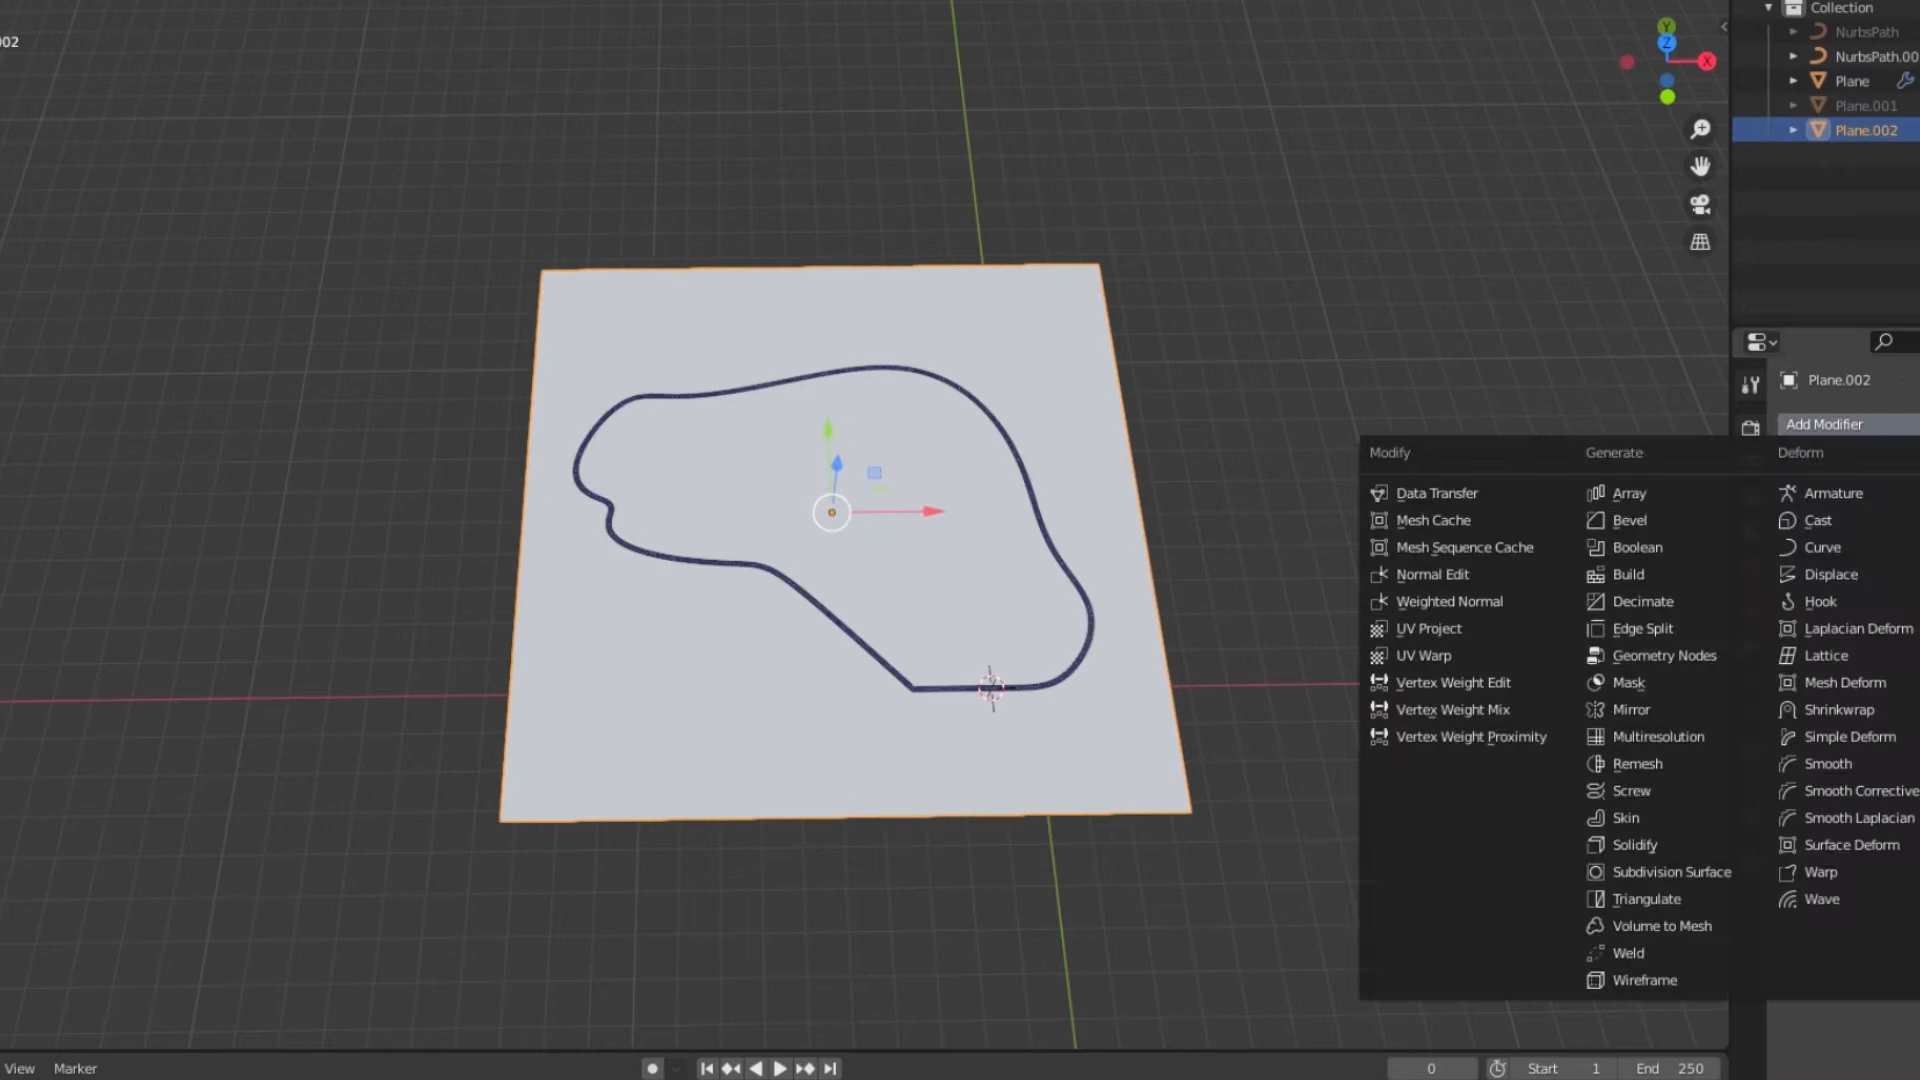 002
Y
Z
X
Collection
NurbsPath
NurbsPath.00
Plane
Plane.001
Plane.002
Plane.002
Add Modifier
Modify
Data Transfer
Mesh Cache
Mesh Sequence Cache
Normal Edit
Weighted Normal
UV Project
UV Warp
Vertex Weight Edit
Vertex Weight Mix
Vertex Weight Proximity
Generate
Array
Bevel
Boolean
Build
Decimate
Edge Split
Geometry Nodes
Mask
Mirror
Multiresolution
Remesh
Screw
Skin
Solidify
Subdivision Surface
Triangulate
Volume to Mesh
Weld
Wireframe
Deform
Armature
Cast
Curve
Displace
Hook
Laplacian Deform
Lattice
Mesh Deform
Shrinkwrap
Simple Deform
Smooth
Smooth Corrective
Smooth Laplacian
Surface Deform
Warp
Wave
View Marker
0 Start 1 End 250